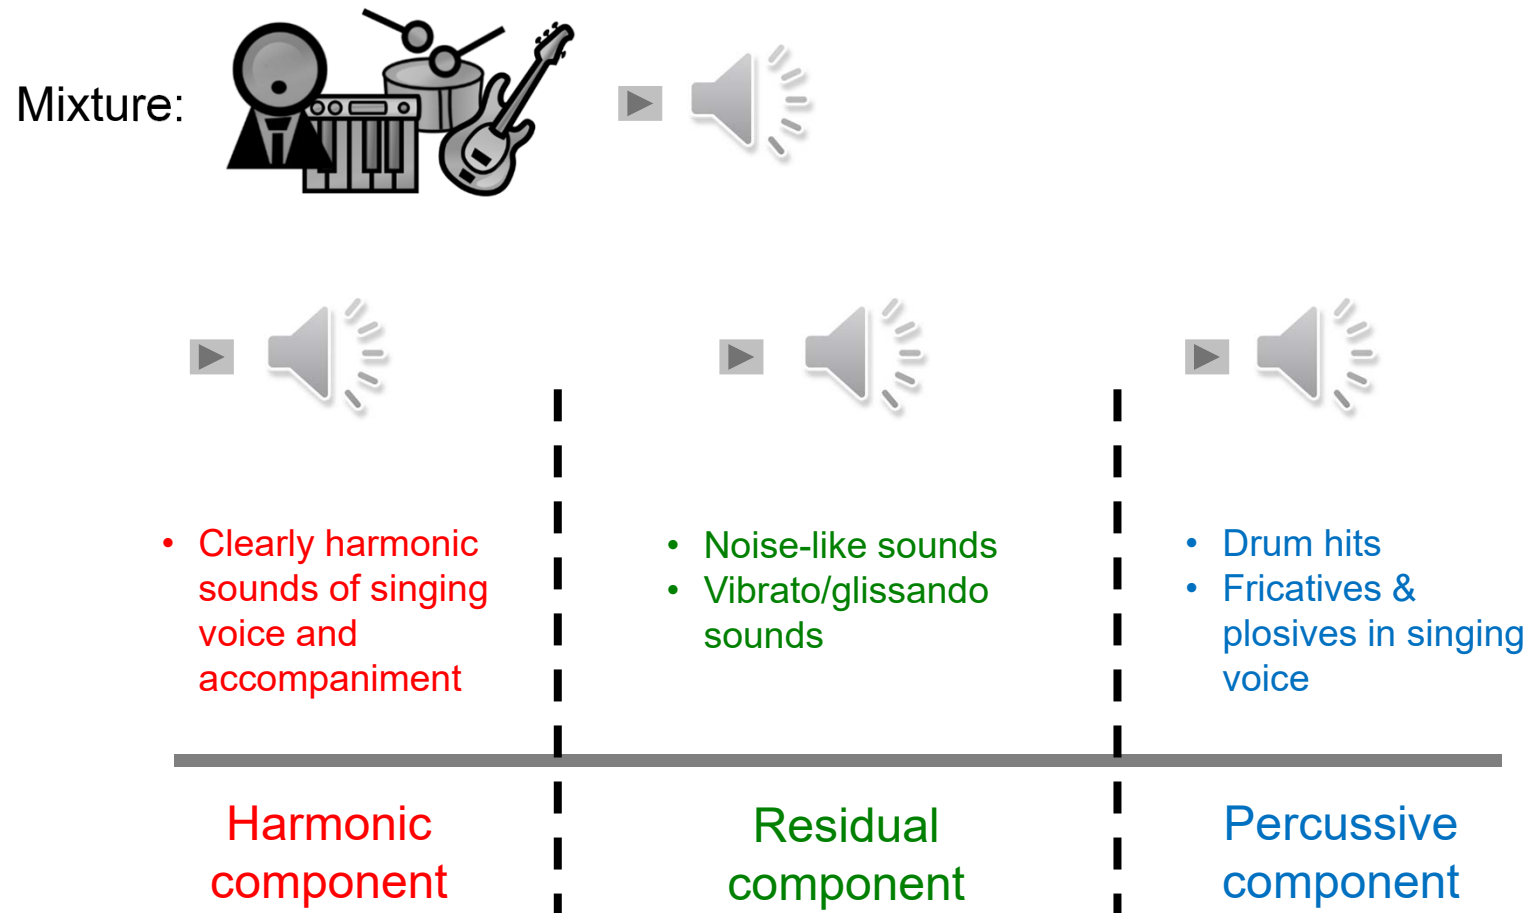 Mixture:
• Clearly harmonic
sounds of singing
voice and
accompaniment
• Noise-like sounds
• Vibrato/glissando
sounds
• Drum hits
• Fricatives &
plosives in singing
voice
Harmonic
component
Residual
component
Percussive
component